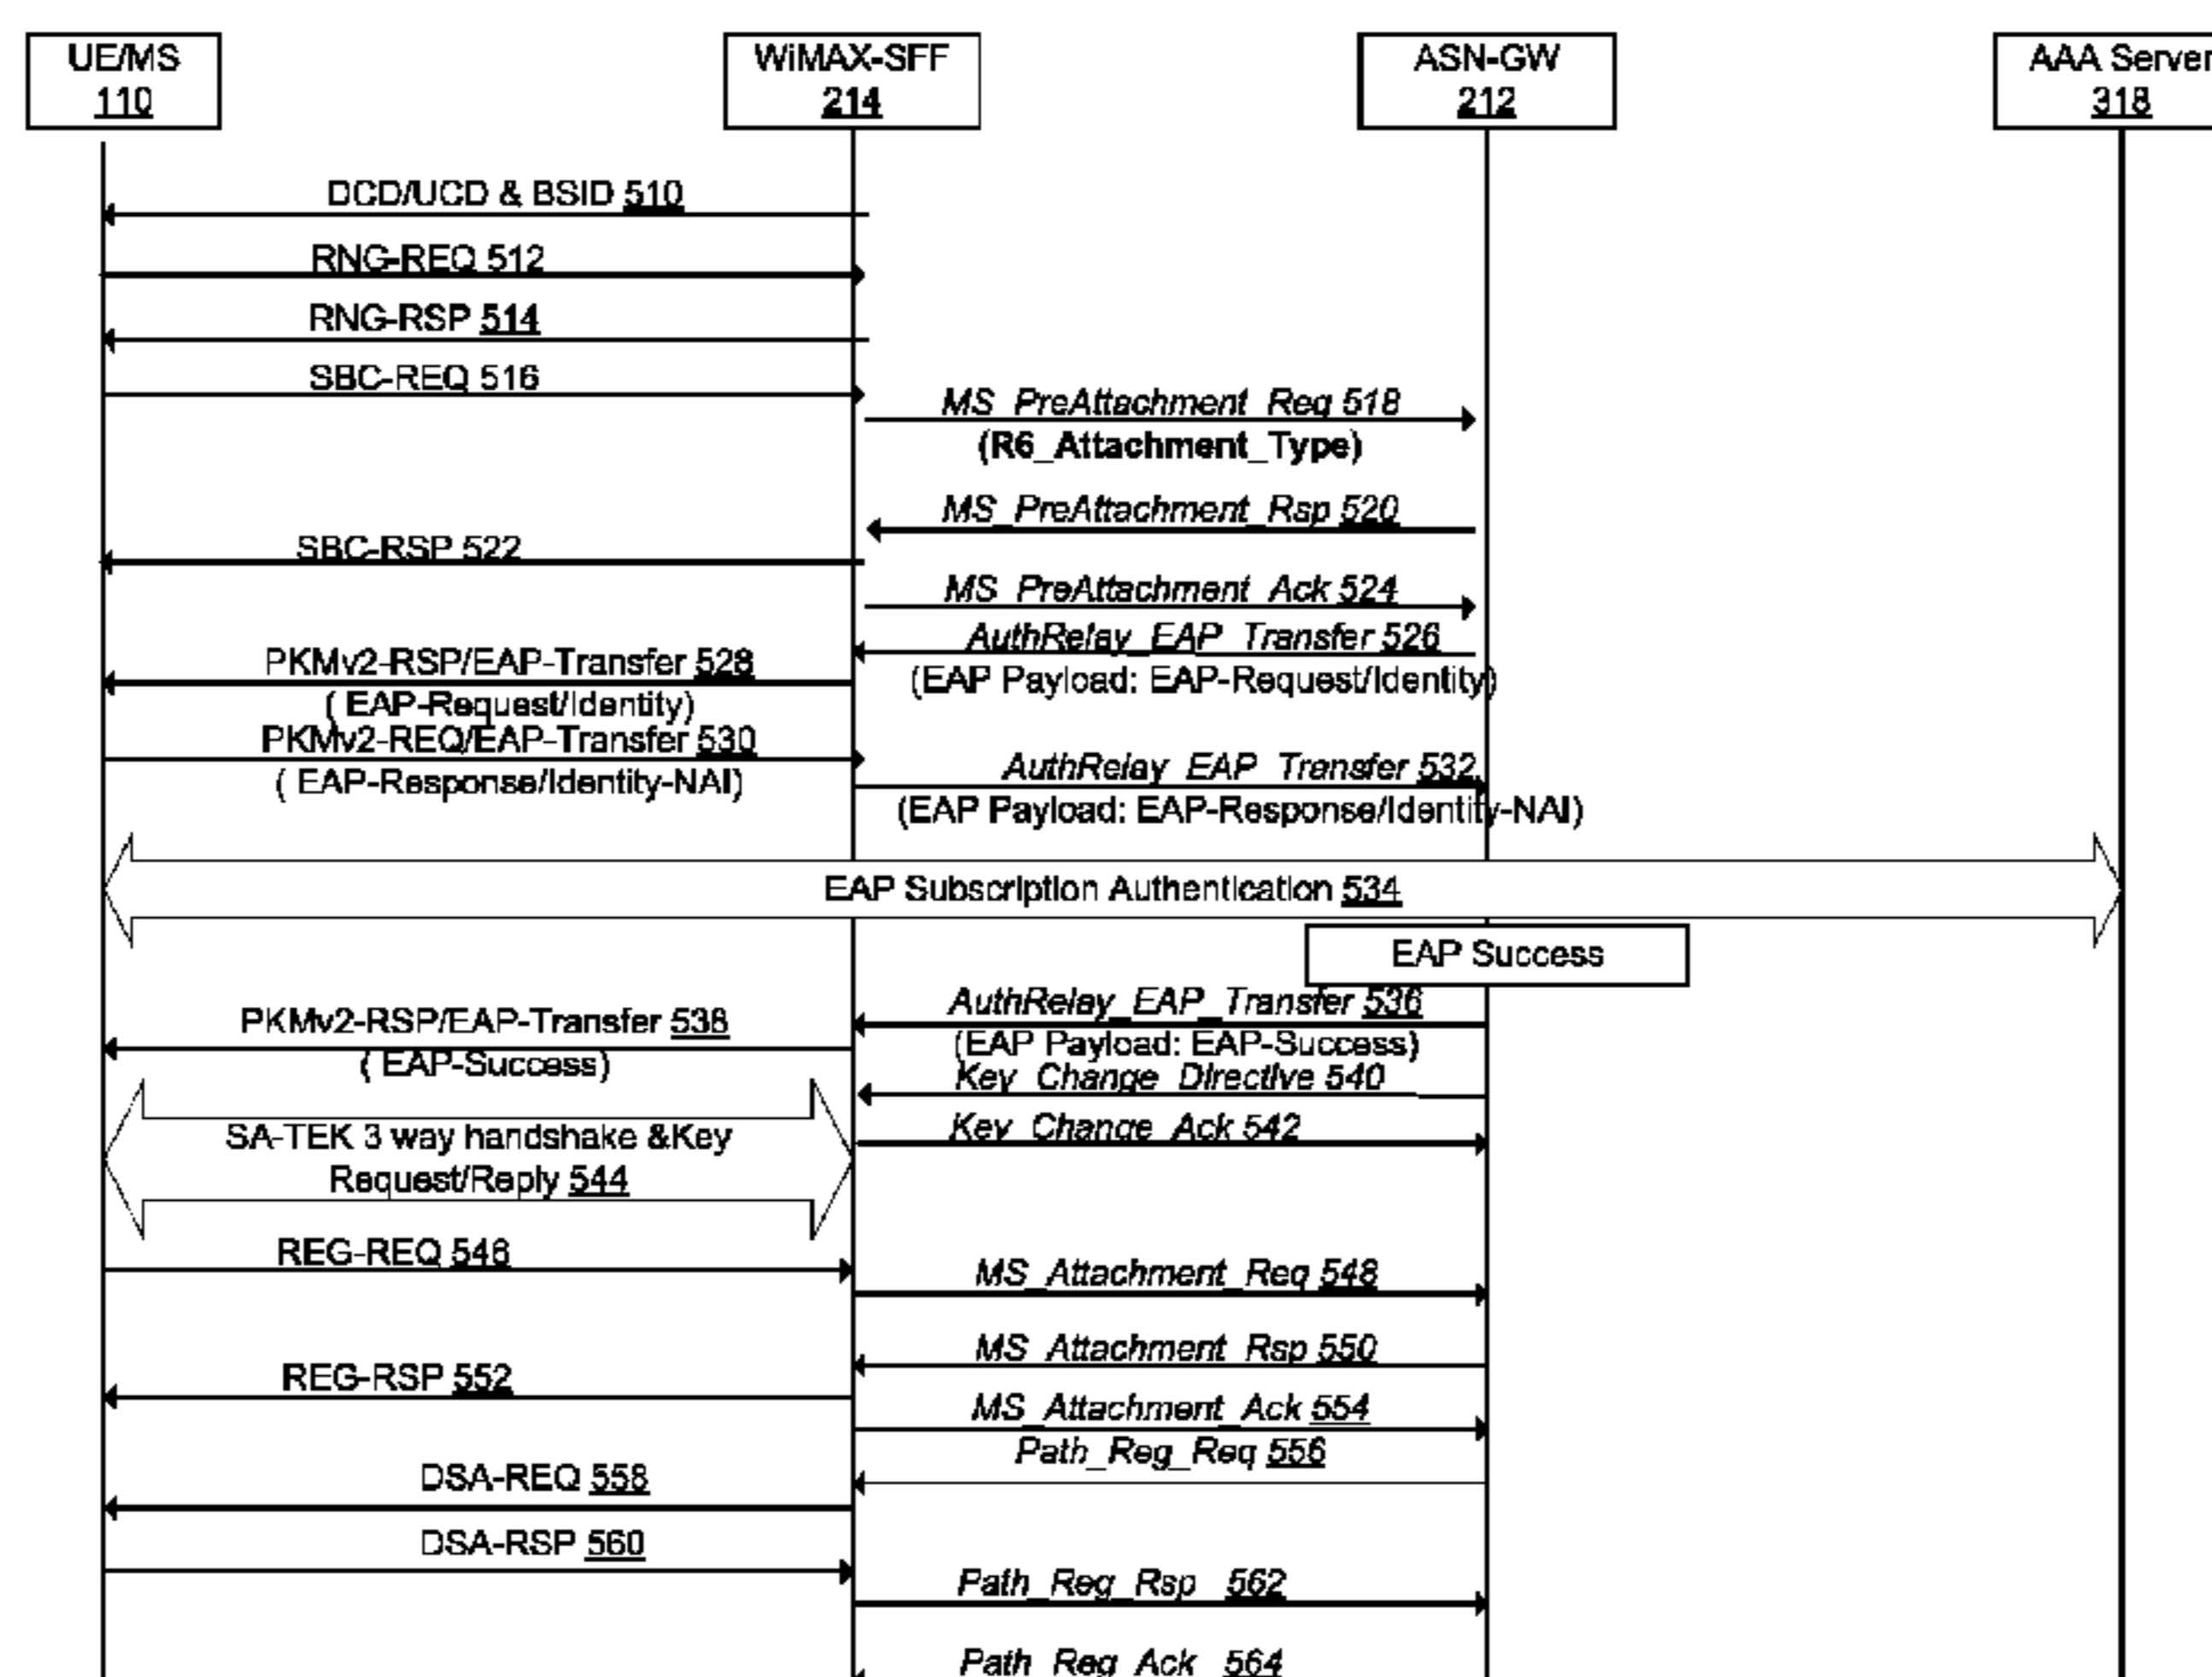 UE/MS
110
WiMAX-SFF
214
ASN-GW
212
AAA Server
318
DCD/UCD & BSID 510
RNG-REQ 512
RNG-RSP 514
SBC-REQ 516
MS_PreAttachment_Req 518
(R6_Attachment_Type)
MS_PreAttachment_Rsp 520
SBC-RSP 522
MS_PreAttachment_Ack 524
AuthRelay_EAP_Transfer 526
(EAP Payload: EAP-Request/Identity)
PKMv2-RSP/EAP-Transfer 528
( EAP-Request/Identity)
PKMv2-REQ/EAP-Transfer 530
( EAP-Response/Identity-NAI)
AuthRelay_EAP_Transfer 532
(EAP Payload: EAP-Response/Identity-NAI)
EAP Subscription Authentication 534
EAP Success
AuthRelay_EAP_Transfer 536
(EAP Payload: EAP-Success)
PKMv2-RSP/EAP-Transfer 538
( EAP-Success)
Key_Change_Directive 540
Key_Change_Ack 542
SA-TEK 3 way handshake &Key
Request/Reply 544
REG-REQ 546
MS_Attachment_Req 548
MS_Attachment_Rsp 550
REG-RSP 552
MS_Attachment_Ack 554
Path_Reg_Req 556
DSA-REQ 558
DSA-RSP 560
Path_Reg_Rsp 562
Path_Reg_Ack 564